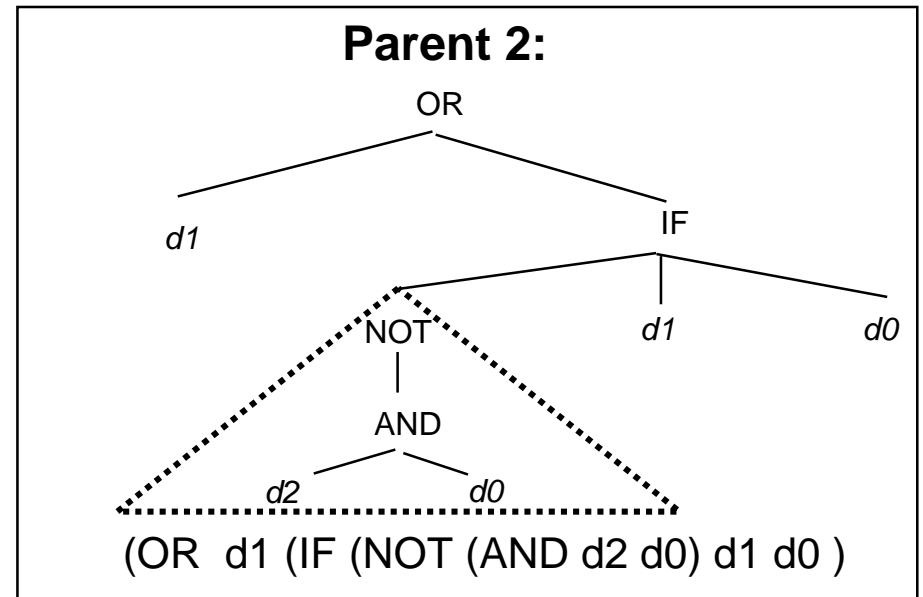 Parent 2:
OR
d1
IF
NOT
d1
d0
AND
d2
d0
(OR d1 (IF (NOT (AND d2 d0) d1 d0 )